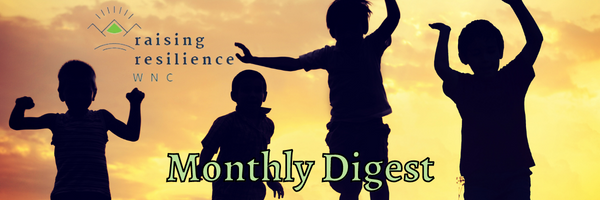 raising
resilience
WNC
Monthly Digest